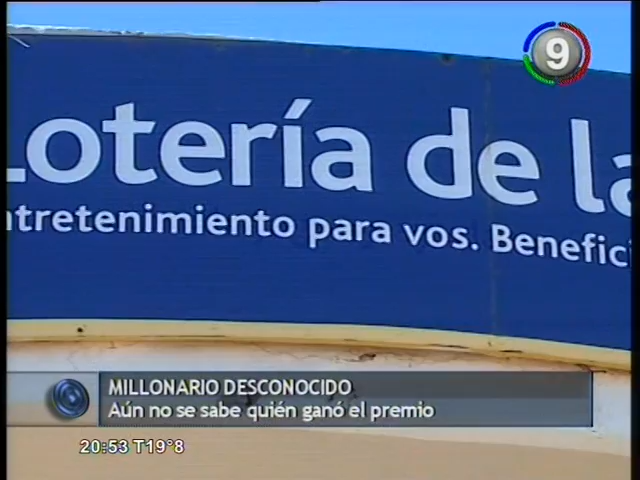 9
Lotería de la
ntretenimiento para vos. Benefici
MILLONARIO DESCONOCIDO
Aún no se sabe quién ganó el premio
20:53 T19°8